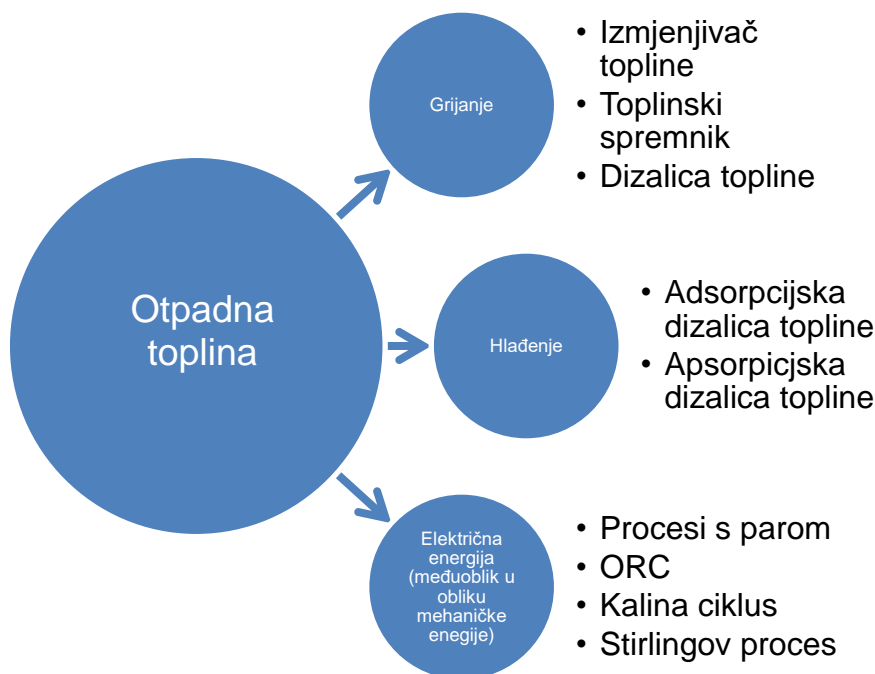 Otpadna
toplina
Grijanje
• Izmjenjivač
topline
• Toplinski
spremnik
• Dizalica topline
Hlađenje
• Adsorpcijska
dizalica topline
• Apsorpicjska
dizalica topline
Električna
energija
(međuoblik u
obliku
mehaničke
enegije)
• Procesi s parom
• ORC
• Kalina ciklus
• Stirlingov proces